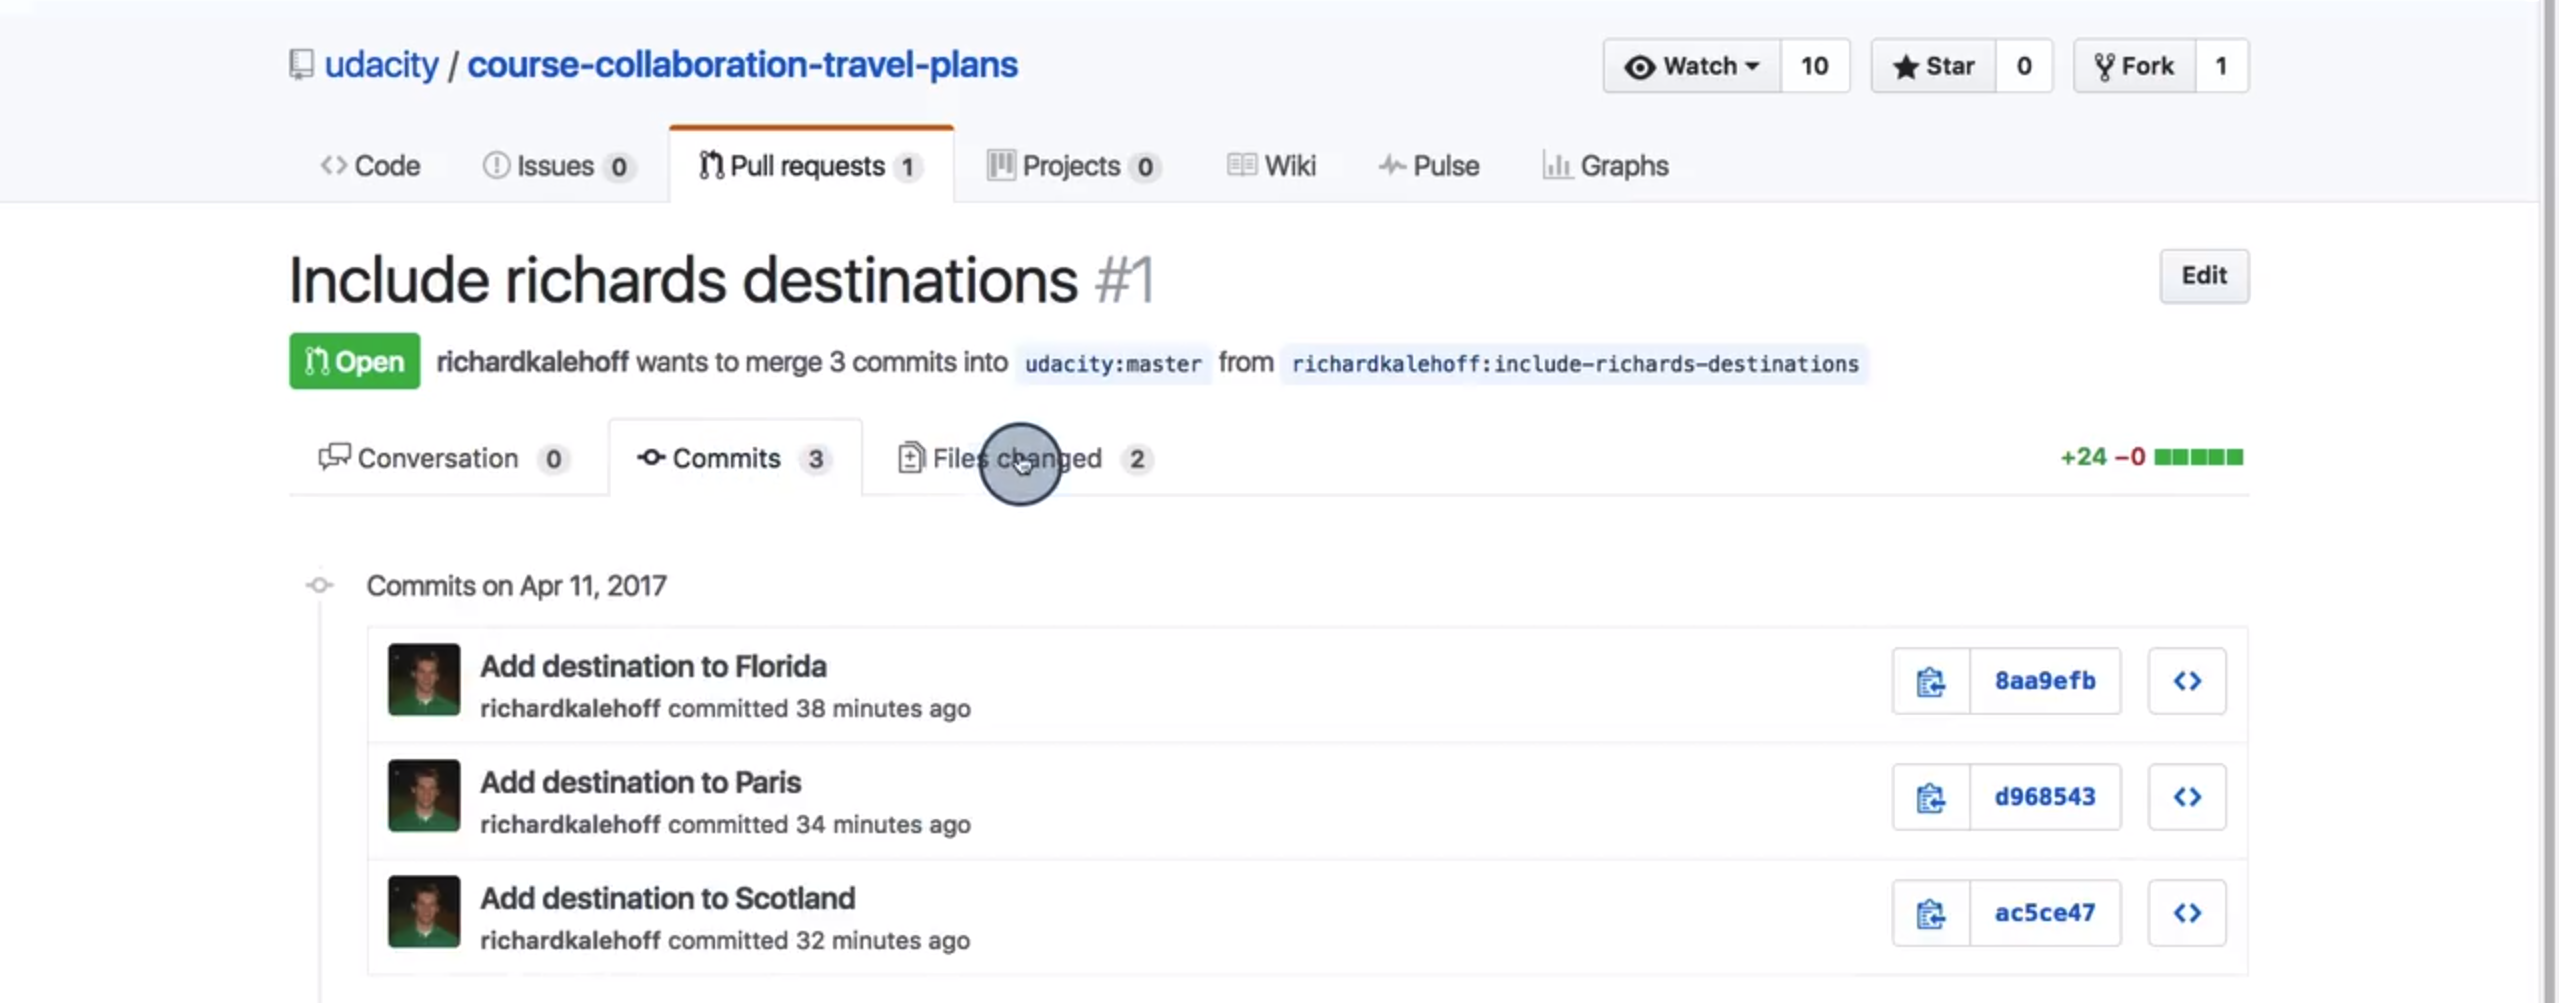 udacity / course-collaboration-travel-plans
Watch 10 Star 0 Fork 1
<> Code Issues 0 Pull requests 1 Projects 0 Wiki Pulse Graphs
Include richards destinations #1 Edit
Open richardkalehoff wants to merge 3 commits into udacity:master from richardkalehoff:include-richards-destinations
Conversation 0 Commits 3 Files changed 2 +24 −0
Commits on Apr 11, 2017
Add destination to Florida
richardkalehoff committed 38 minutes ago
8aa9efb <>
Add destination to Paris
richardkalehoff committed 34 minutes ago
d968543 <>
Add destination to Scotland
richardkalehoff committed 32 minutes ago
ac5ce47 <>